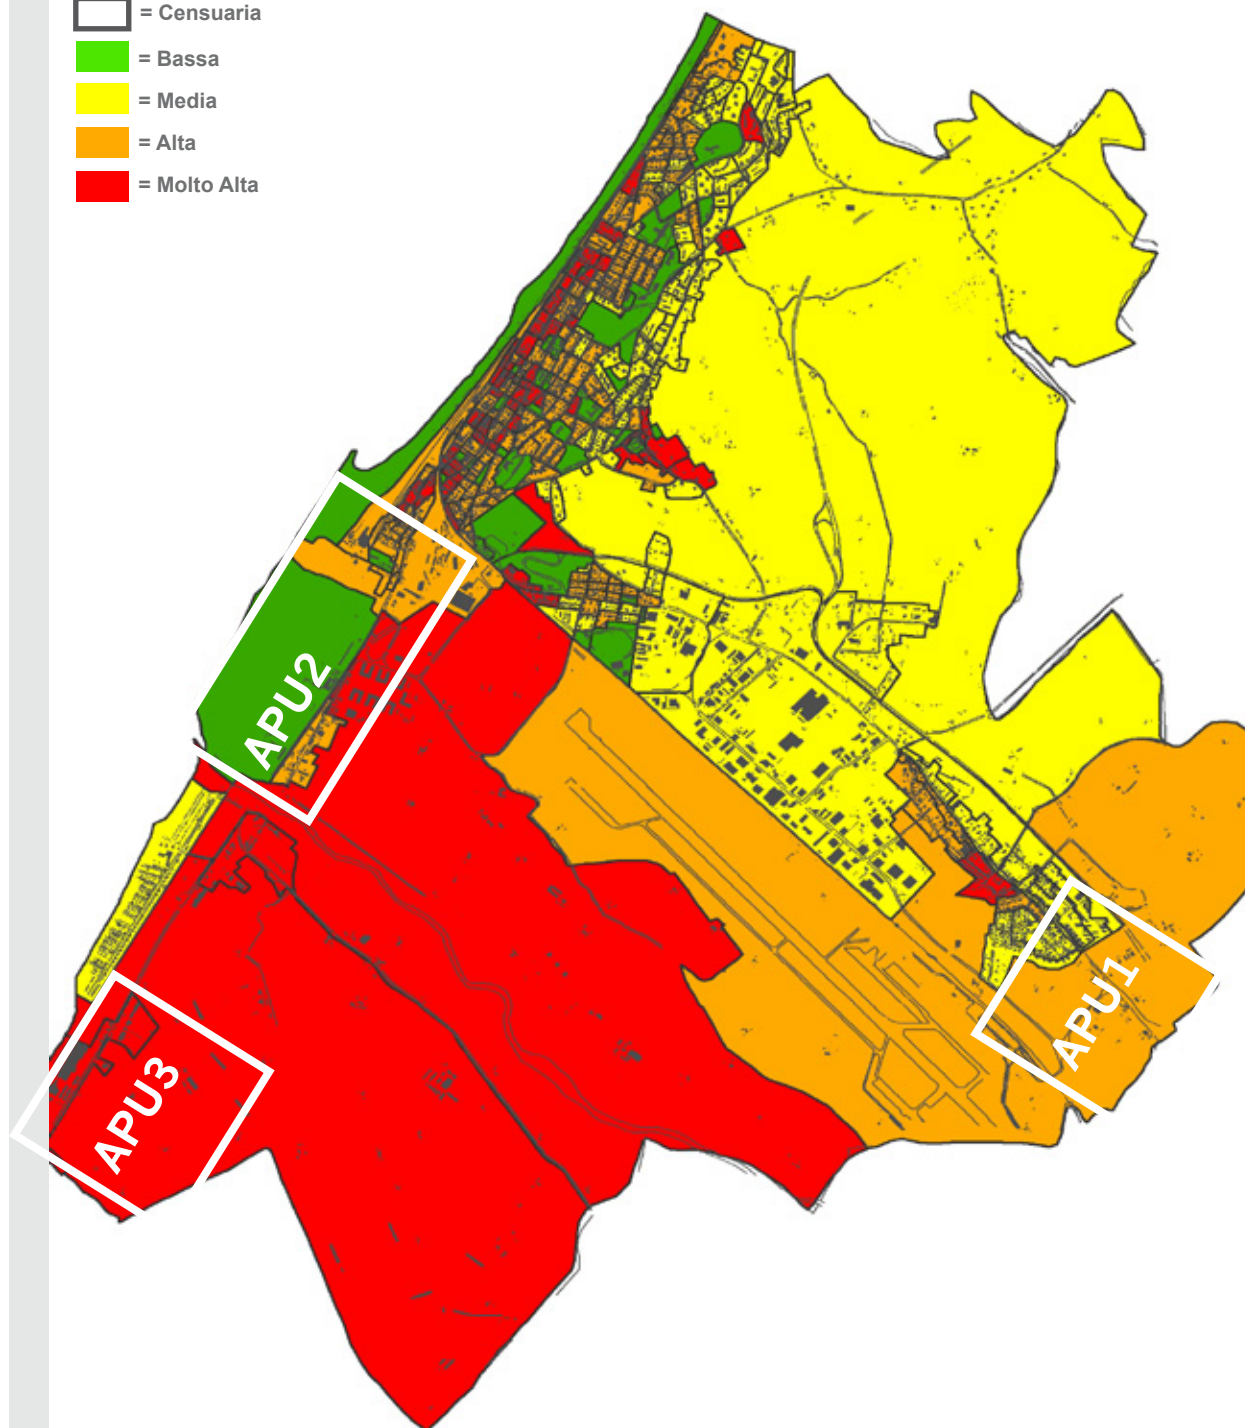 = Censuaria
= Bassa
= Media
= Alta
= Molto Alta
APU2
APU1
APU3